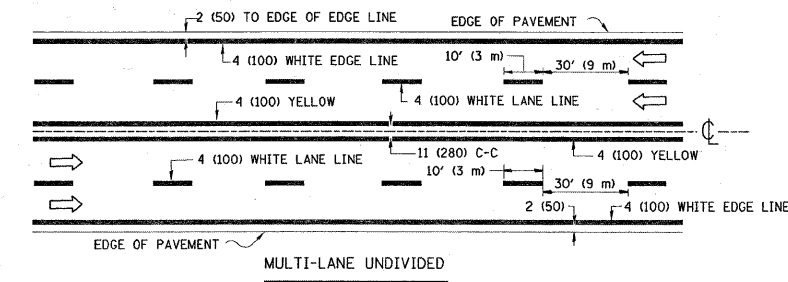 2 (50) TO EDGE OF EDGE LINE
EDGE OF PAVEMENT
4 (100) WHITE EDGE LINE
10' (3 m)
30' (9 m)
4 (100) YELLOW
4 (100) WHITE LANE LINE
℄
4 (100) WHITE LANE LINE
11 (280) C-C
4 (100) YELLOW
10' (3 m)
30' (9 m)
2 (50)
4 (100) WHITE EDGE LINE
EDGE OF PAVEMENT
MULTI-LANE UNDIVIDED